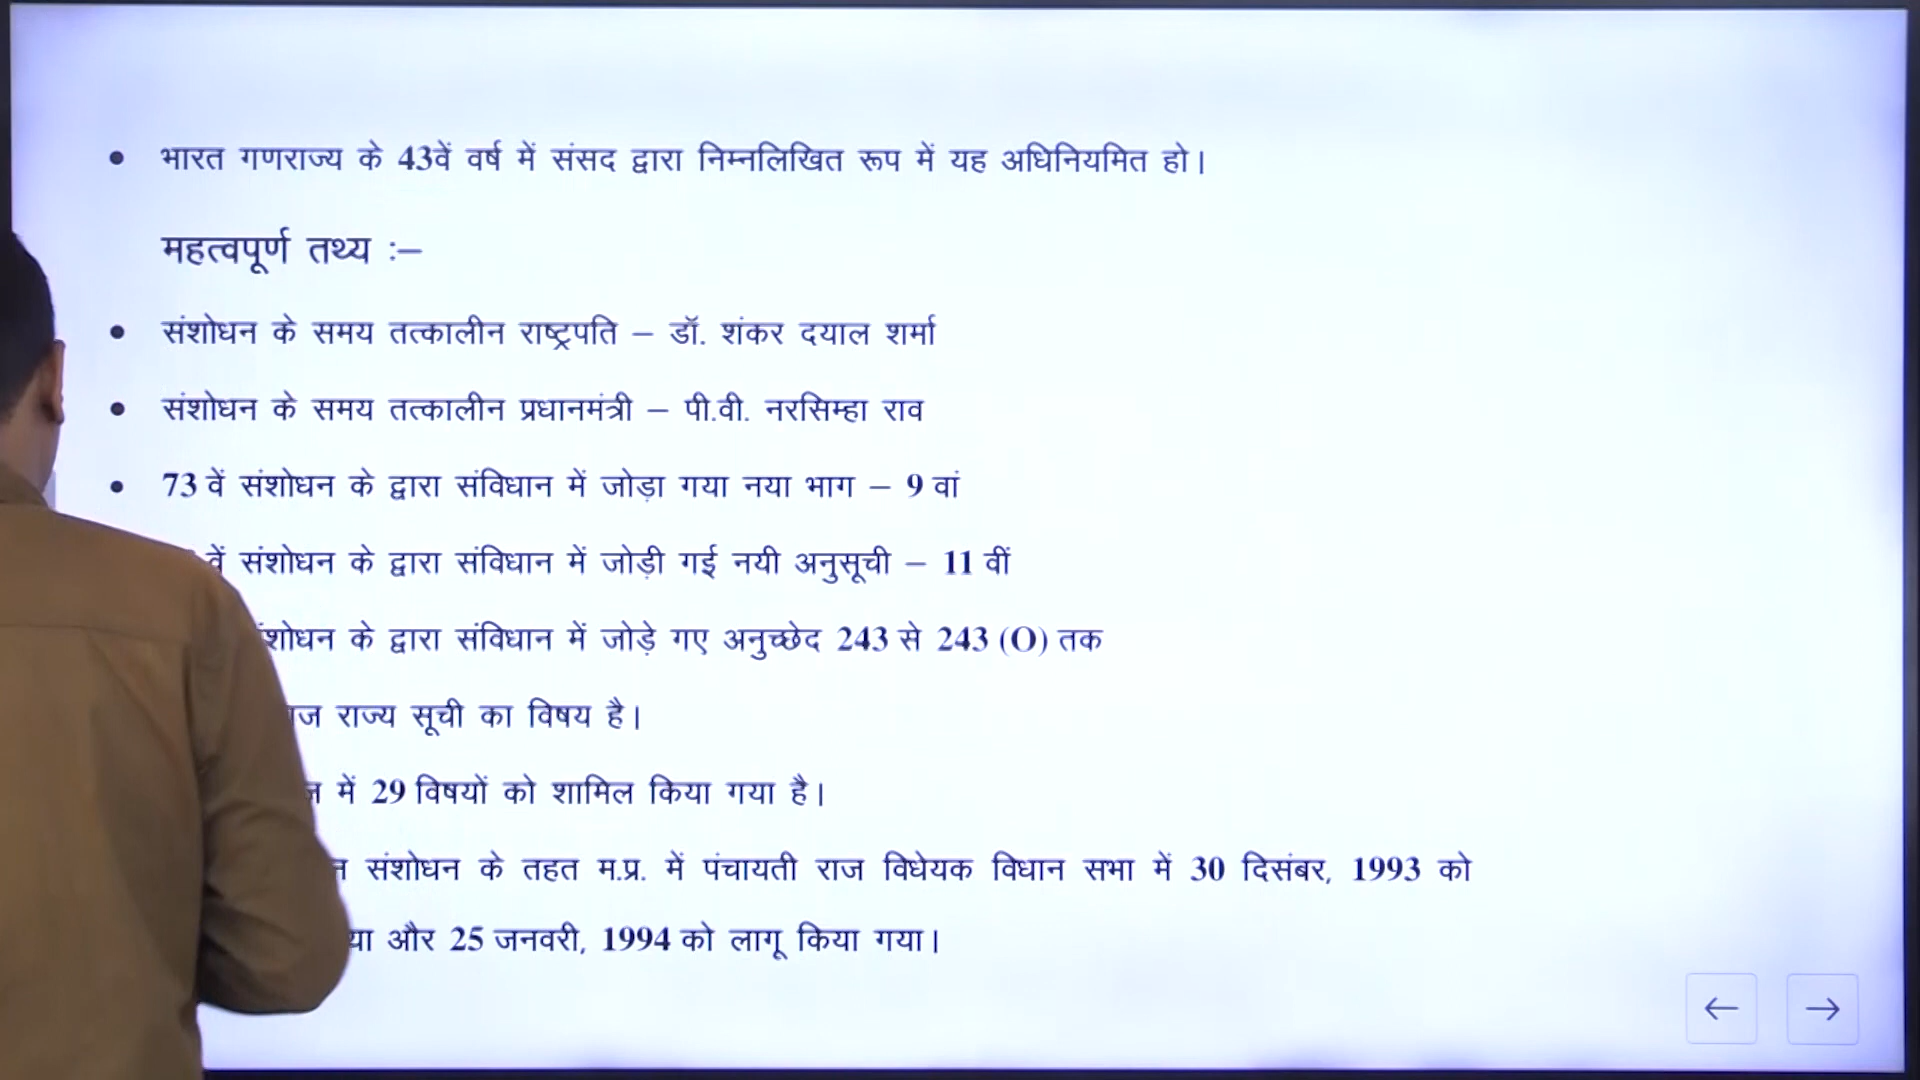 • भारत गणराज्य के 43वें वर्ष में संसद द्वारा निम्नलिखित रूप में यह अधिनियमित हो।
महत्वपूर्ण तथ्य :–
• संशोधन के समय तत्कालीन राष्ट्रपति – डॉ. शंकर दयाल शर्मा
• संशोधन के समय तत्कालीन प्रधानमंत्री – पी.वी. नरसिम्हा राव
• 73 वें संशोधन के द्वारा संविधान में जोड़ा गया नया भाग – 9 वां
वें संशोधन के द्वारा संविधान में जोड़ी गई नयी अनुसूची – 11 वीं
के द्वारा संविधान में जोड़े गए अनुच्छेद 243 से 243 (O) तक
राज्य सूची का विषय है।
में 29 विषयों को शामिल किया गया है।
संशोधन के तहत म.प्र. में पंचायती राज विधेयक विधान सभा में 30 दिसंबर, 1993 को
और 25 जनवरी, 1994 को लागू किया गया।